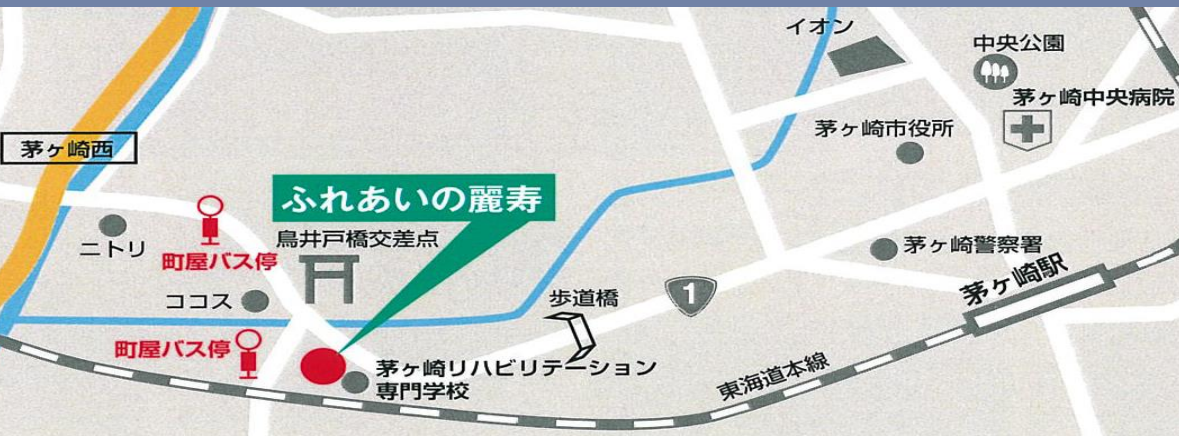 イオン
中央公園
茅ヶ崎中央病院
茅ヶ崎市役所
茅ヶ崎西
ふれあいの麗寿
ニトリ
町屋バス停
鳥井戸橋交差点
茅ヶ崎警察署
茅ヶ崎駅
ココス
歩道橋
1
町屋バス停
茅ヶ崎リハビリテーション
専門学校
東海道本線